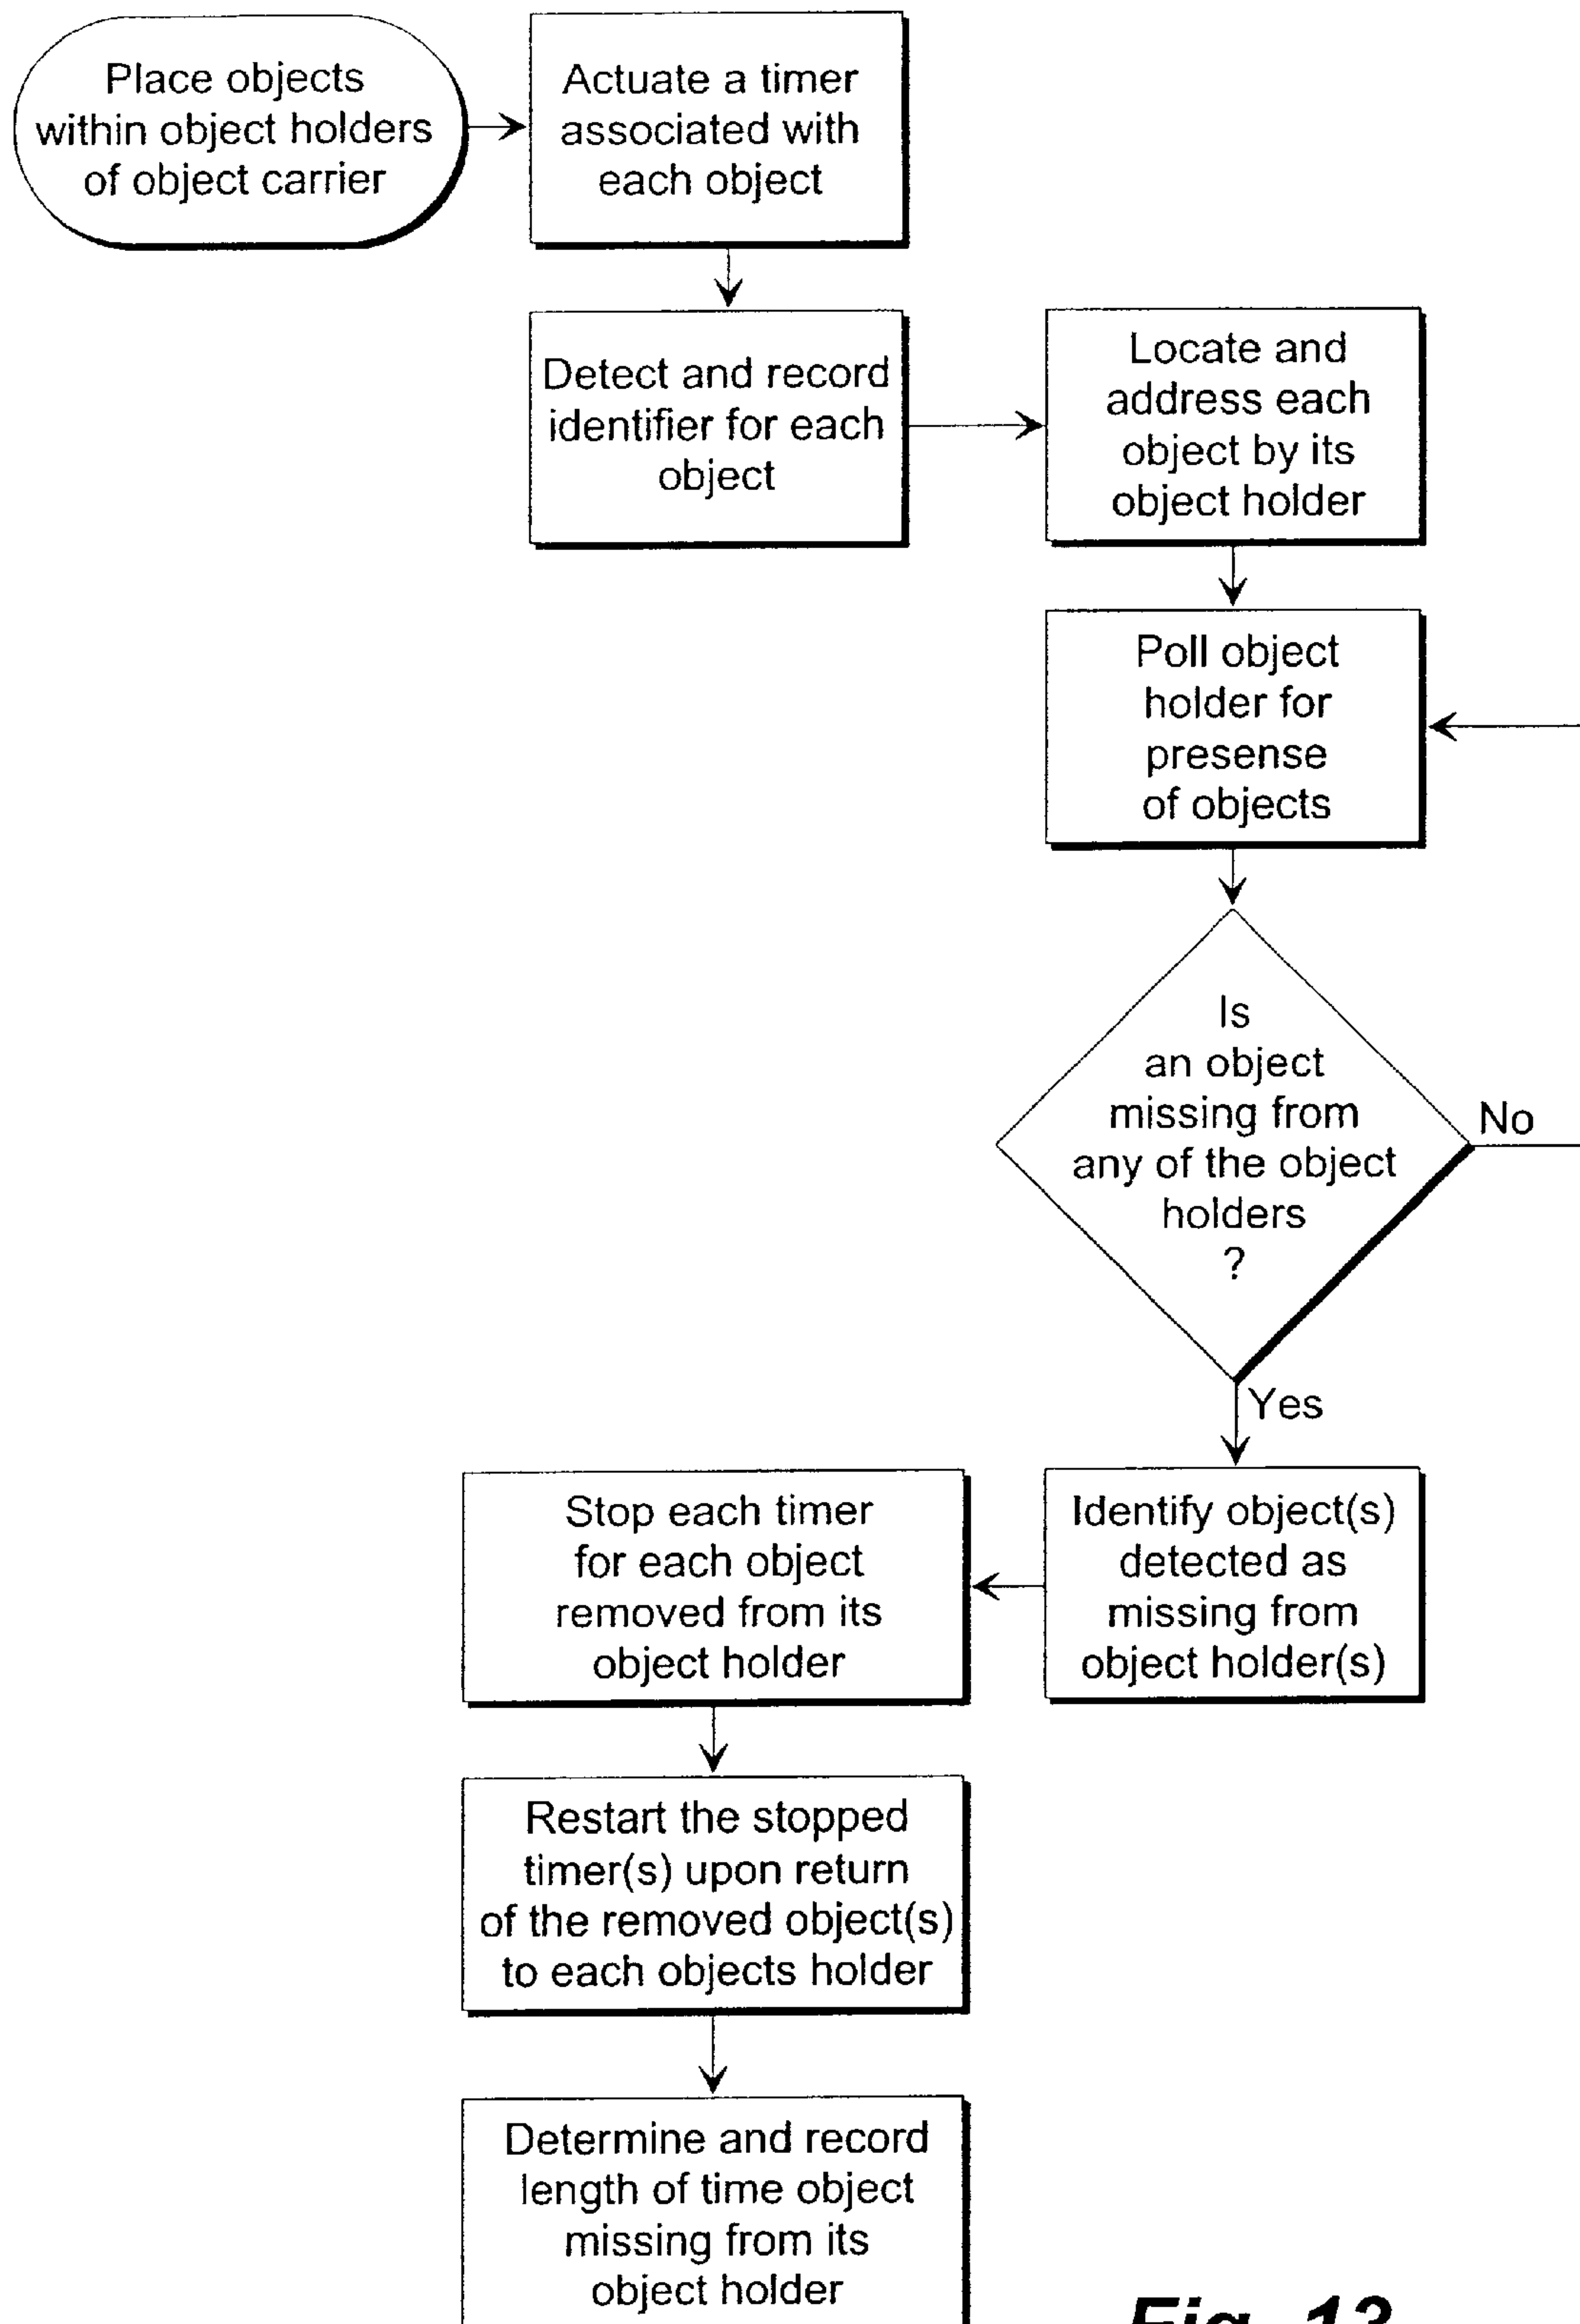 Place objects
within object holders
of object carrier
Actuate a timer
associated with
each object
Detect and record
identifier for each
object
Locate and
address each
object by its
object holder
Poll object
holder for
presense
of objects
Is
an object
missing from
any of the object
holders
?
No
Yes
Identify object(s)
detected as
missing from
object holder(s)
Stop each timer
for each object
removed from its
object holder
Restart the stopped
timer(s) upon return
of the removed object(s)
to each objects holder
Determine and record
length of time object
missing from its
object holder
Fig. 13